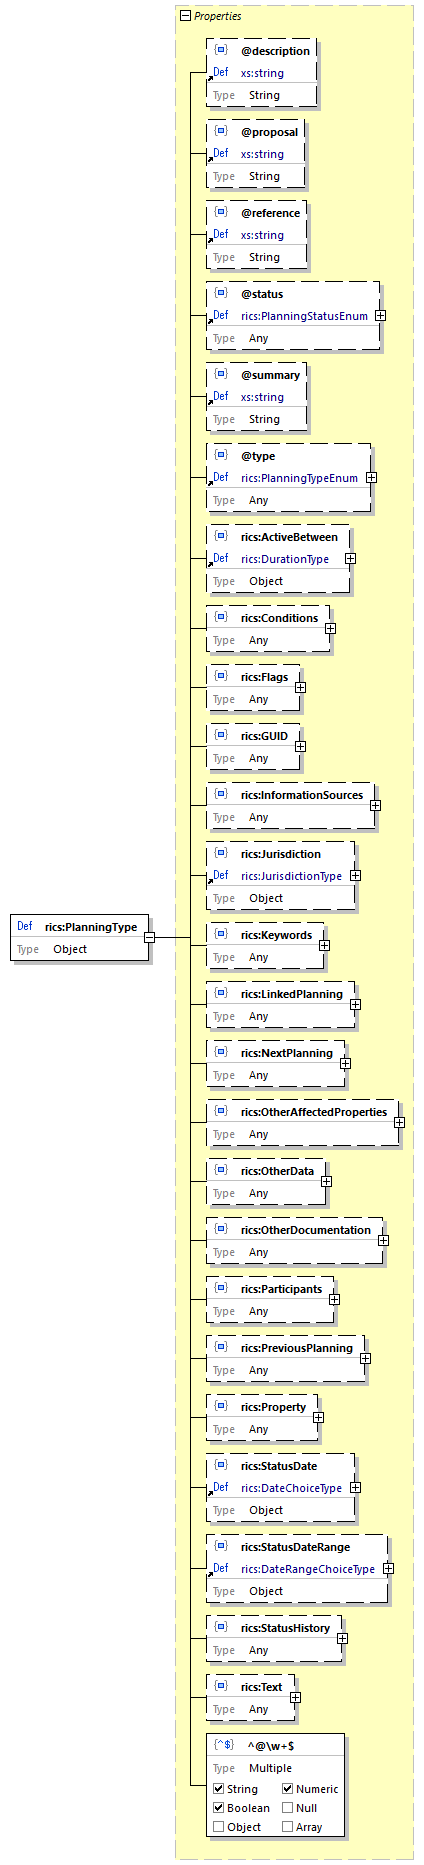 Properties
@description
Def xs:string
Type String
@proposal
Def xs:string
Type String
@reference
Def xs:string
Type String
@status
Def rics:PlanningStatusEnum
Type Any
@summary
Def xs:string
Type String
@type
Def rics:PlanningTypeEnum
Type Any
rics:ActiveBetween
Def rics:DurationType
Type Object
rics:Conditions
Type Any
rics:Flags
Type Any
rics:GUID
Type Any
rics:InformationSources
Type Any
rics:Jurisdiction
Def rics:JurisdictionType
Type Object
Def rics:PlanningType
Type Object
rics:Keywords
Type Any
rics:LinkedPlanning
Type Any
rics:NextPlanning
Type Any
rics:OtherAffectedProperties
Type Any
rics:OtherData
Type Any
rics:OtherDocumentation
Type Any
rics:Participants
Type Any
rics:PreviousPlanning
Type Any
rics:Property
Type Any
rics:StatusDate
Def rics:DateChoiceType
Type Object
rics:StatusDateRange
Def rics:DateRangeChoiceType
Type Object
rics:StatusHistory
Type Any
rics:Text
Type Any
{^$} ^@\w+$
Type Multiple
String Numeric
Boolean Null
Object Array